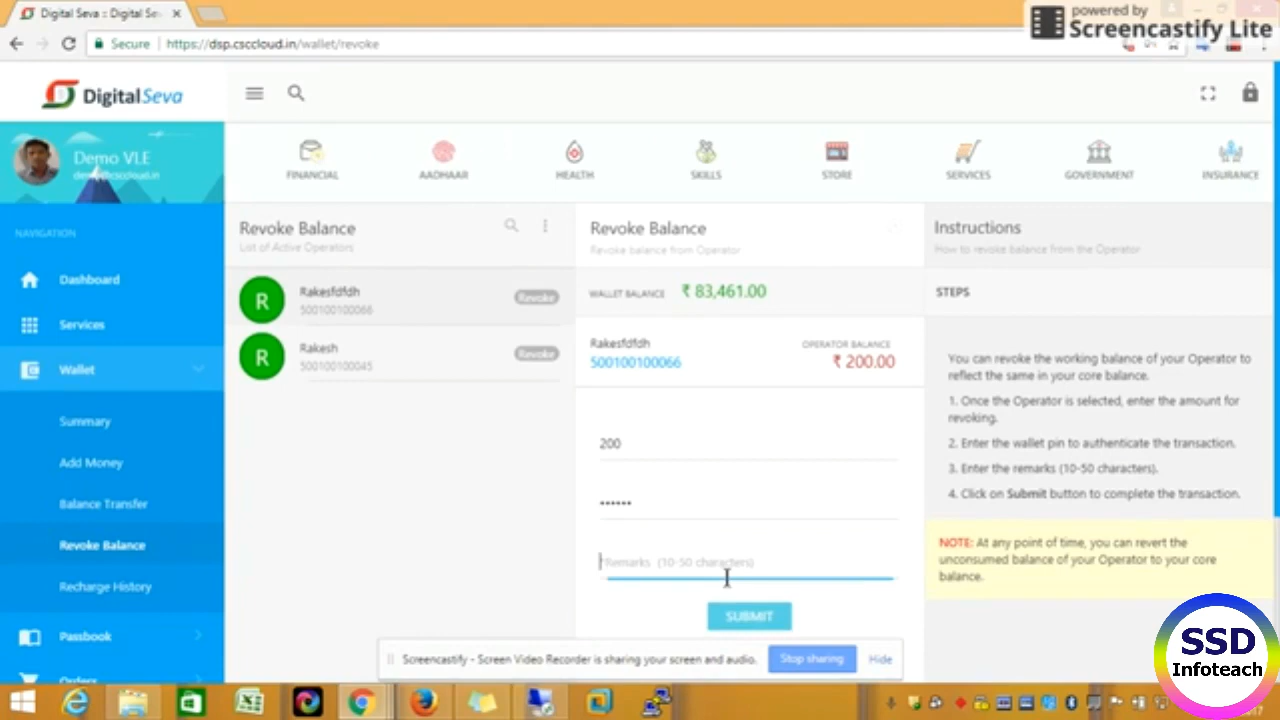 Digital Seva :: Digital Se
powered by
Screencastify Lite
Secure
https://dsp.csccloud.in/wallet/revoke
DigitalSeva
Demo VLE
FINANCIAL
AADHAAR
HEALTH
SKILLS
STORE
SERVICES
GOVERNMENT
INSURANCE
NAVIGATION
Dashboard
Services
Wallet
Summary
Add Money
Balance Transfer
Revoke Balance
Recharge History
Passbook
Orders
Revoke Balance
List of Active Operators
R
Rakesfdfdh
500100100066
Revoke
R
Rakesh
500100100045
Revoke
Revoke Balance
Revoke balance from Operator
WALLET BALANCE ₹ 83,461.00
Rakesfdfdh
500100100066
OPERATOR BALANCE
₹ 200.00
200
••••••
*Remarks (10-50 characters)
SUBMIT
Instructions
How to revoke balance from the Operator
STEPS
You can revoke the working balance of your Operator to
reflect the same in your core balance.
1. Once the Operator is selected, enter the amount for
revoking.
2. Enter the wallet pin to authenticate the transaction.
3. Enter the remarks (10-50 characters).
4. Click on Submit button to complete the transaction.
NOTE: At any point of time, you can revert the
unconsumed balance of your Operator to your core
balance.
Screencastify - Screen Video Recorder is sharing your screen and audio.
Stop sharing
Hide
SSD
Infoteach